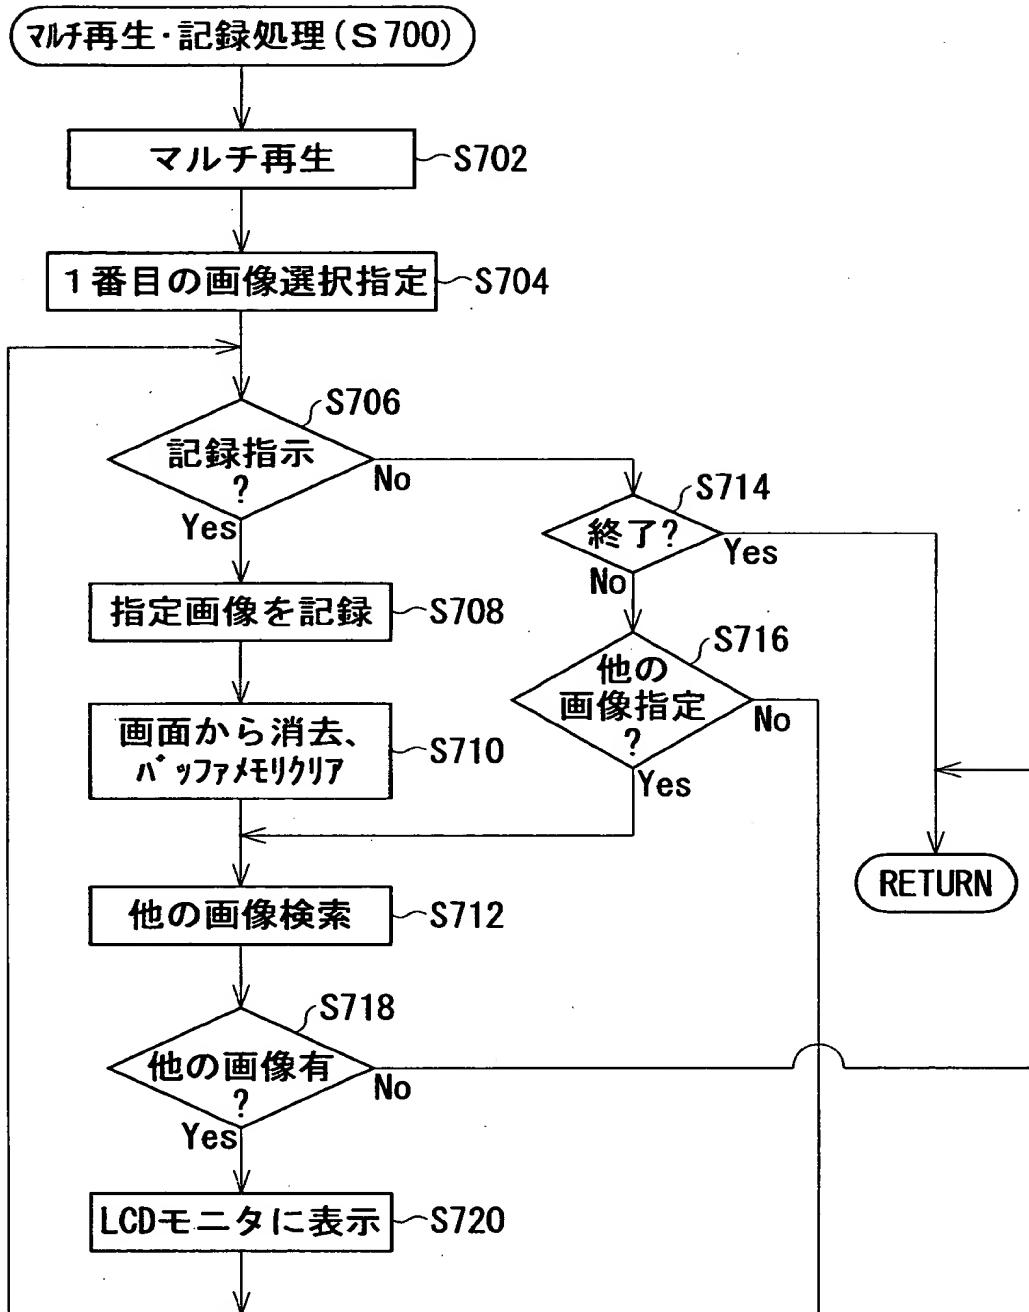 マルチ再生・記録処理(S700)
マルチ再生
S702
1番目の画像選択指定
S704
S706
記録指示
?
No
Yes
S714
終了?
Yes
No
指定画像を記録
S708
S716
他の
画像指定
?
No
Yes
画面から消去、
バッファメモリクリア
S710
RETURN
他の画像検索
S712
S718
他の画像有
?
No
Yes
LCDモニタに表示
S720